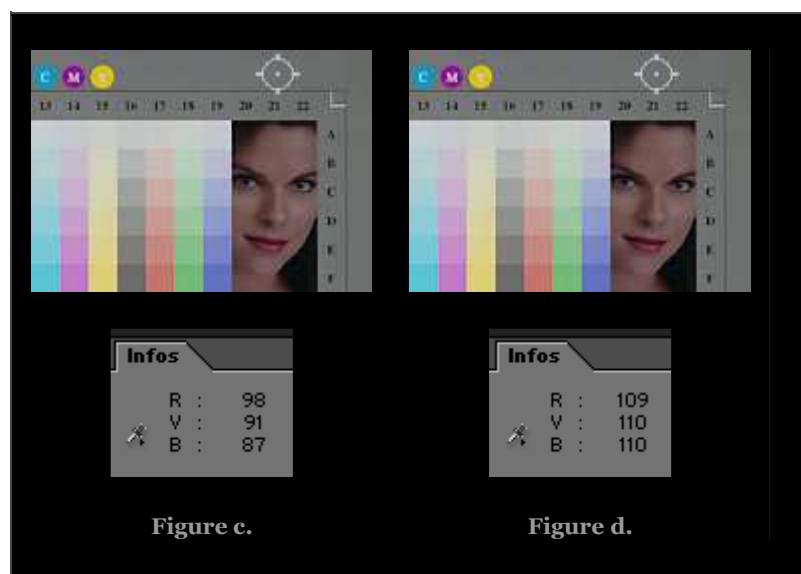 C M Y
13 14 15 16 17 18 19 20 21 22
A
B
C
D
E
F
C M Y
13 14 15 16 17 18 19 20 21 22
A
B
C
D
E
F
Infos
R : 98
V : 91
B : 87
Infos
R : 109
V : 110
B : 110
Figure c.
Figure d.